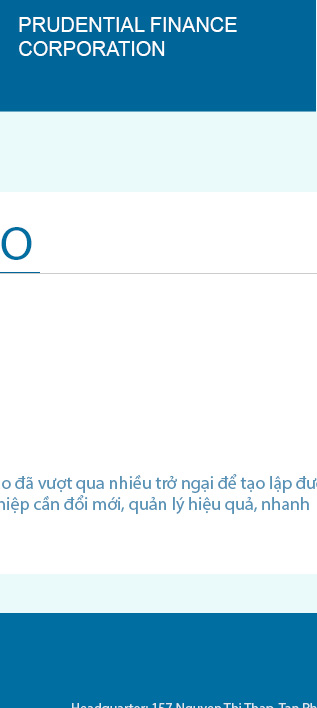 PRUDENTIAL FINANCE
CORPORATION
O
o đã vượt qua nhiều trở ngại để tạo lập đư
hiệp cần đổi mới, quản lý hiệu quả, nhanh
Headquarter: 157 Nguyen Thi Thap, Tan Ph